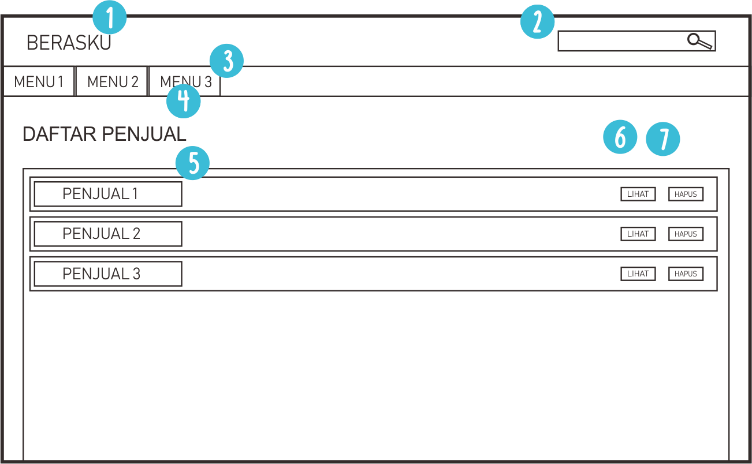 1
2
BERASKU
3
MENU 1 MENU 2 MENU 3
4
DAFTAR PENJUAL
6 7
5
PENJUAL 1 LIHAT HAPUS
PENJUAL 2 LIHAT HAPUS
PENJUAL 3 LIHAT HAPUS